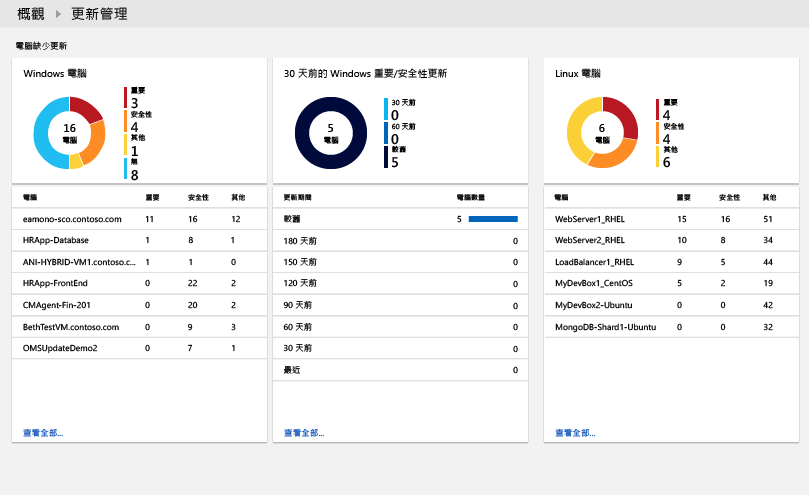 概觀 ▸ 更新管理
電腦缺少更新
Windows 電腦
16
電腦
重要
3
安全性
4
其他
1
無
8
電腦 重要 安全性 其他
eamono-sco.contoso.com 11 16 12
HRApp-Database 1 8 1
ANI-HYBRID-VM1.contoso.c... 1 1 0
HRApp-FrontEnd 0 22 2
CMAgent-Fin-201 0 20 2
BethTestVM.contoso.com 0 9 3
OMSUpdateDemo2 0 7 1
查看全部...
30 天前的 Windows 重要/安全性更新
5
電腦
30 天前
0
60 天前
0
較舊
5
更新期間 電腦數量
較舊 5
180 天前 0
150 天前 0
120 天前 0
90 天前 0
60 天前 0
30 天前 0
最近 0
查看全部...
Linux 電腦
6
電腦
重要
4
安全性
4
其他
6
電腦 重要 安全性 其他
WebServer1_RHEL 15 16 51
WebServer2_RHEL 10 8 34
LoadBalancer1_RHEL 9 5 44
MyDevBox1_CentOS 5 2 19
MyDevBox2-Ubuntu 0 0 42
MongoDB-Shard1-Ubuntu 0 0 32
查看全部...